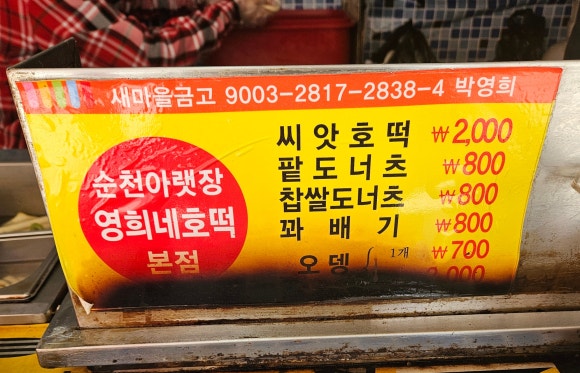 새마을금고 9003-2817-2838-4 박영희
순천아랫장
영희네호떡
본점
씨앗호떡 ₩2,000
팥도너츠 ₩800
찹쌀도너츠 ₩800
꽈배기 ₩800
오뎅 1개 ₩700